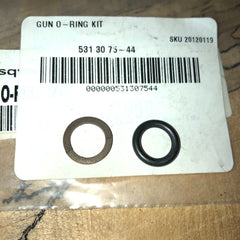 GUN O-RING KIT
SKU 20120119
531 30 75-44
000000531307544